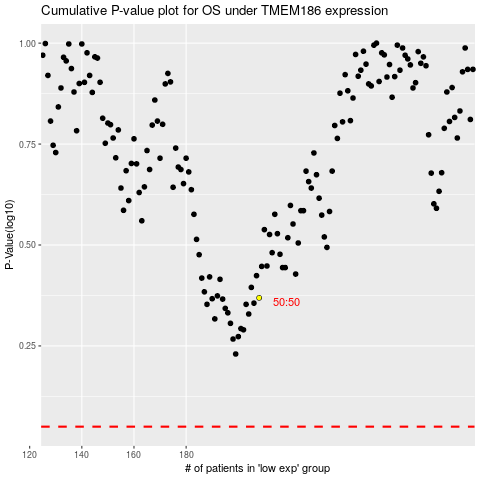 Cumulative P-value plot for OS under TMEM186 expression
P-Value(log10)
1.00
0.75
0.50
0.25
50:50
120 140 160 180
# of patients in 'low exp' group